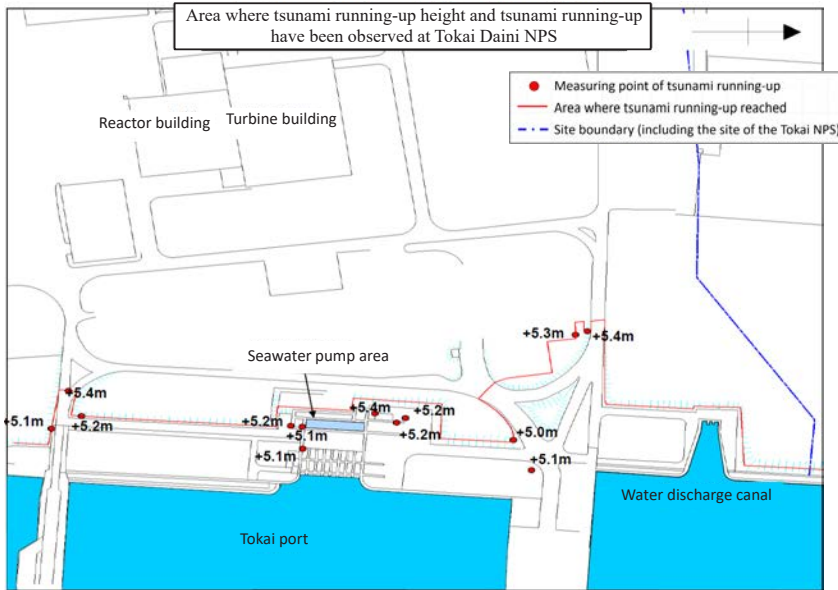 Area where tsunami running-up height and tsunami running-up
have been observed at Tokai Daini NPS
Measuring point of tsunami running-up
Area where tsunami running-up reached
Site boundary (including the site of the Tokai NPS)
Reactor building
Turbine building
+5.3m
+5.4m
Seawater pump area
+5.4m
+5.1m
+5.2m
+5.2m
+5.4m
+5.2m
+5.1m
+5.2m
+5.0m
+5.1m
+5.1m
Water discharge canal
Tokai port